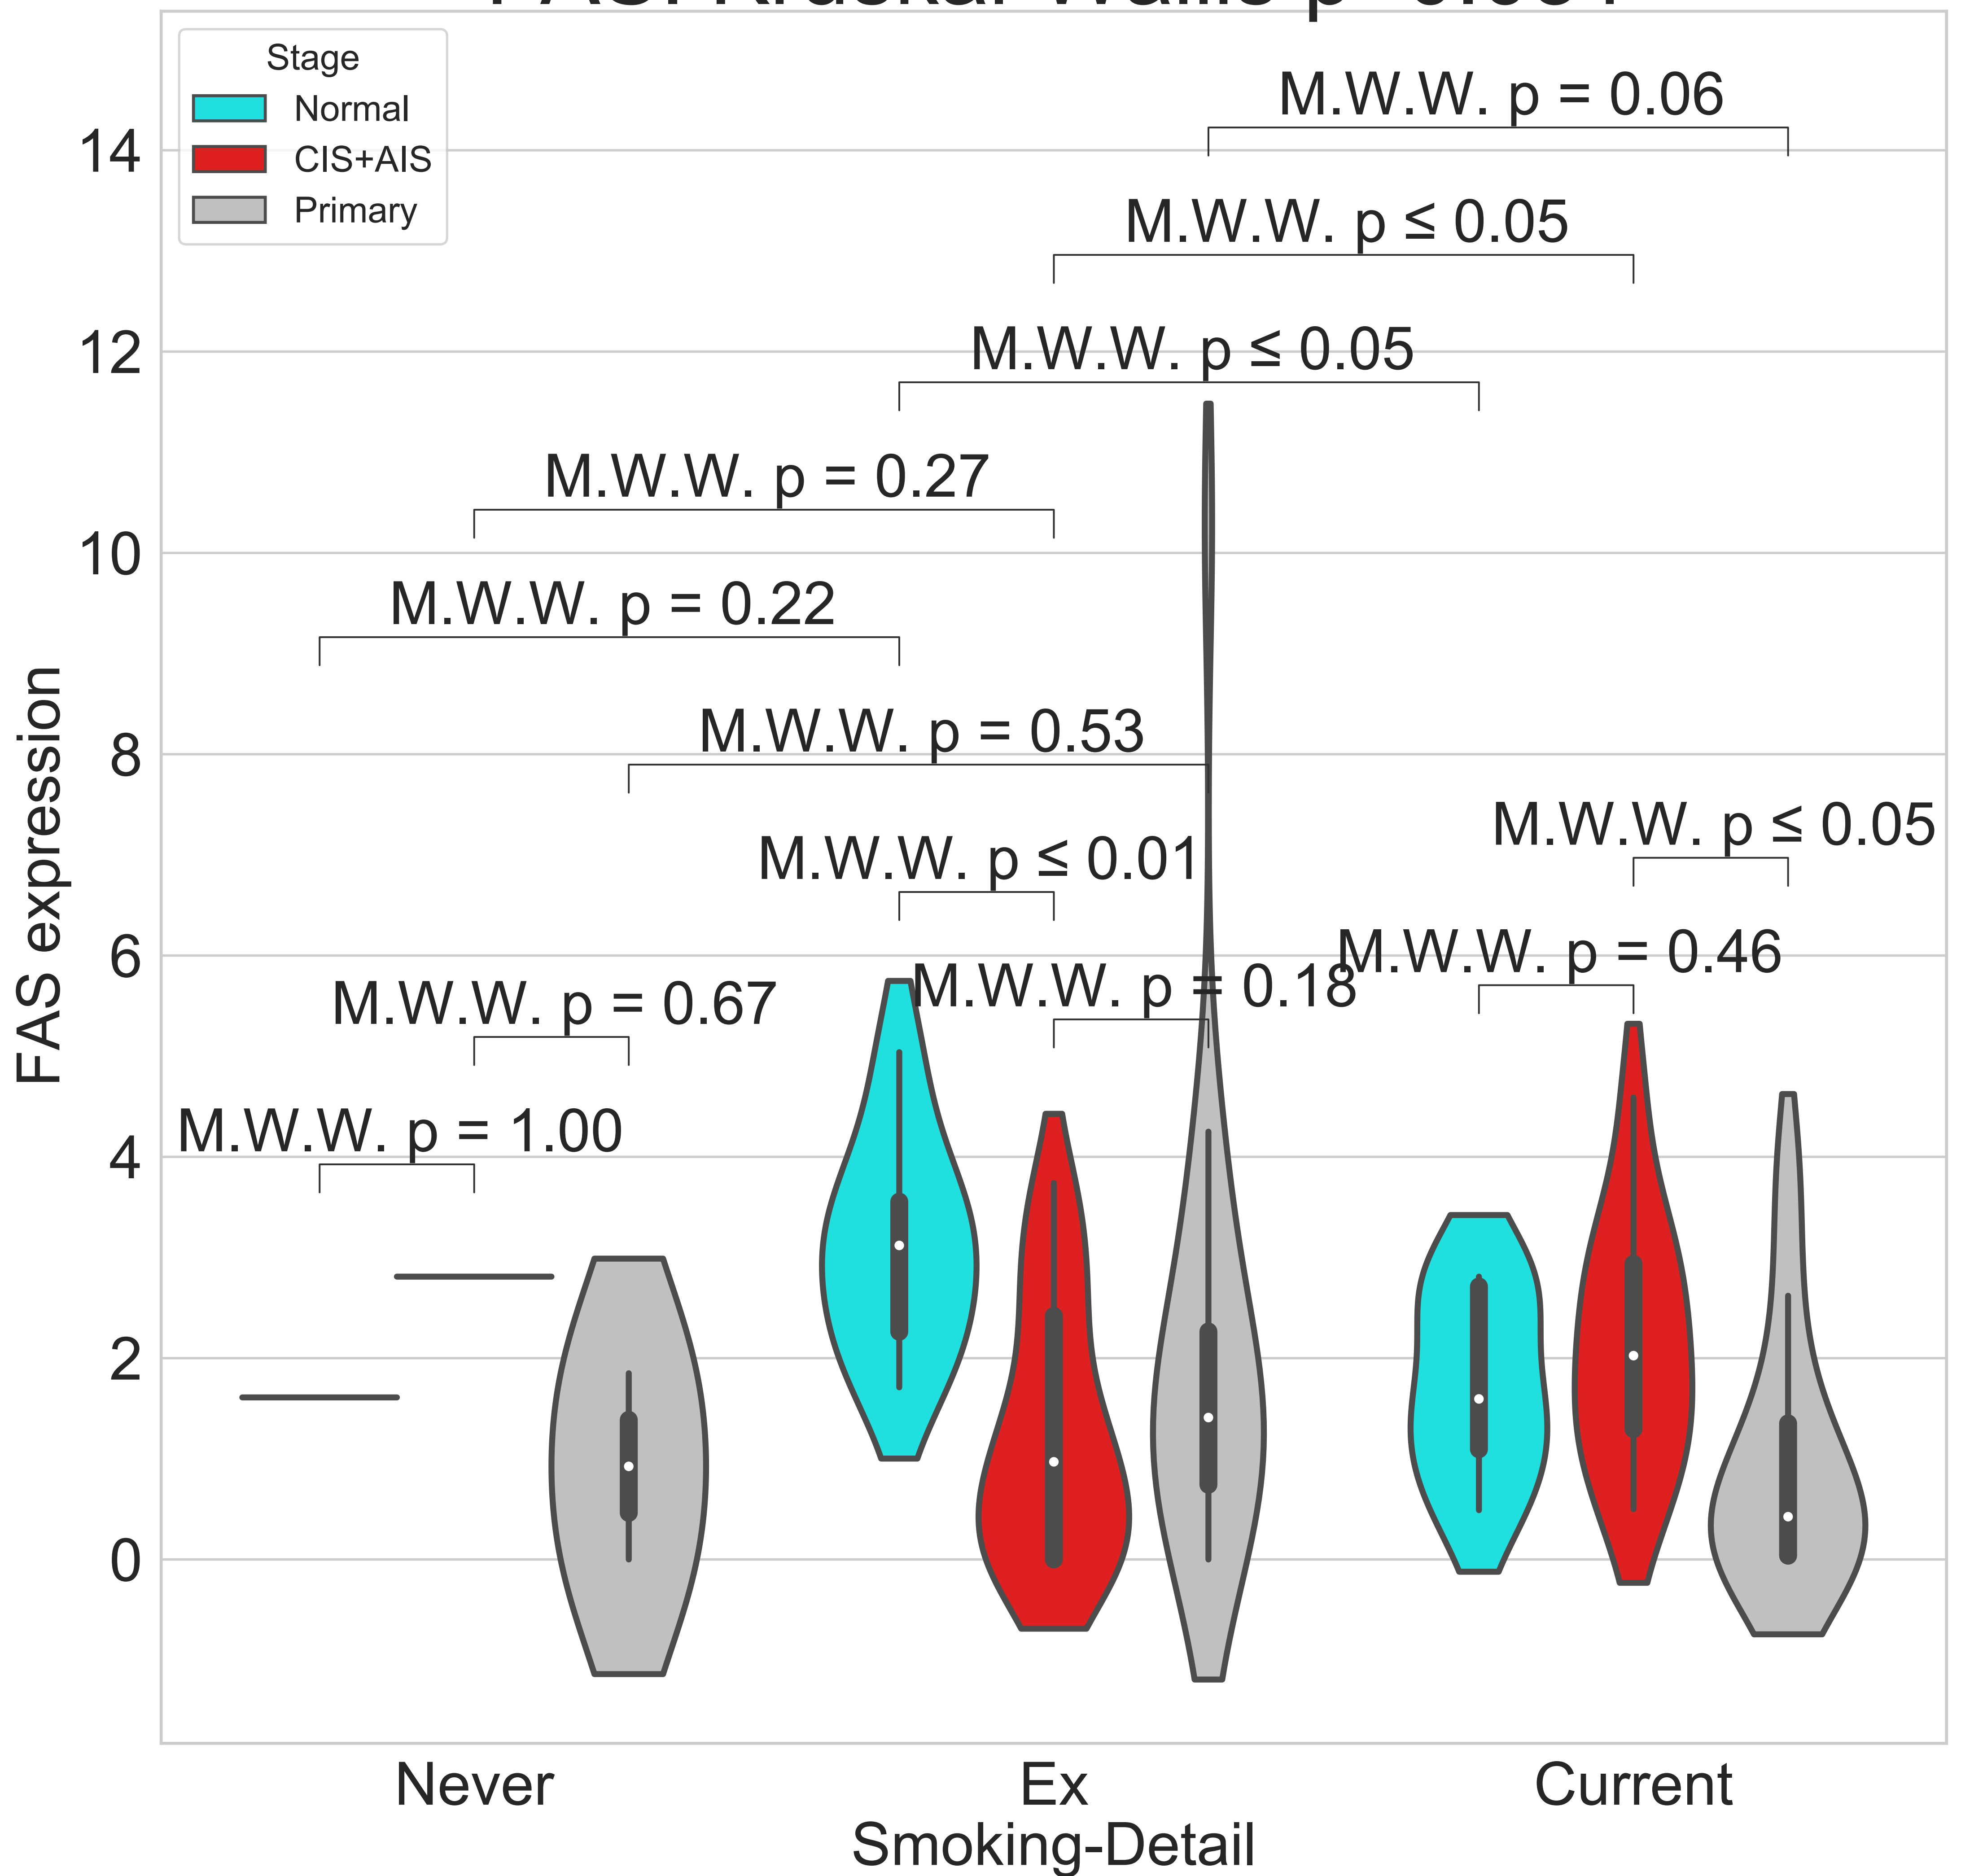 Stage
Normal
CIS+AIS
Primary
M.W.W. p = 0.06
M.W.W. p ≤ 0.05
M.W.W. p ≤ 0.05
M.W.W. p = 0.27
M.W.W. p = 0.22
M.W.W. p = 0.53
M.W.W. p ≤ 0.05
M.W.W. p ≤ 0.01
M.W.W. p = 0.46
M.W.W. p = 0.18
M.W.W. p = 0.67
M.W.W. p = 1.00
14
12
10
8
6
4
2
0
FAS expression
Never Ex Current
Smoking-Detail